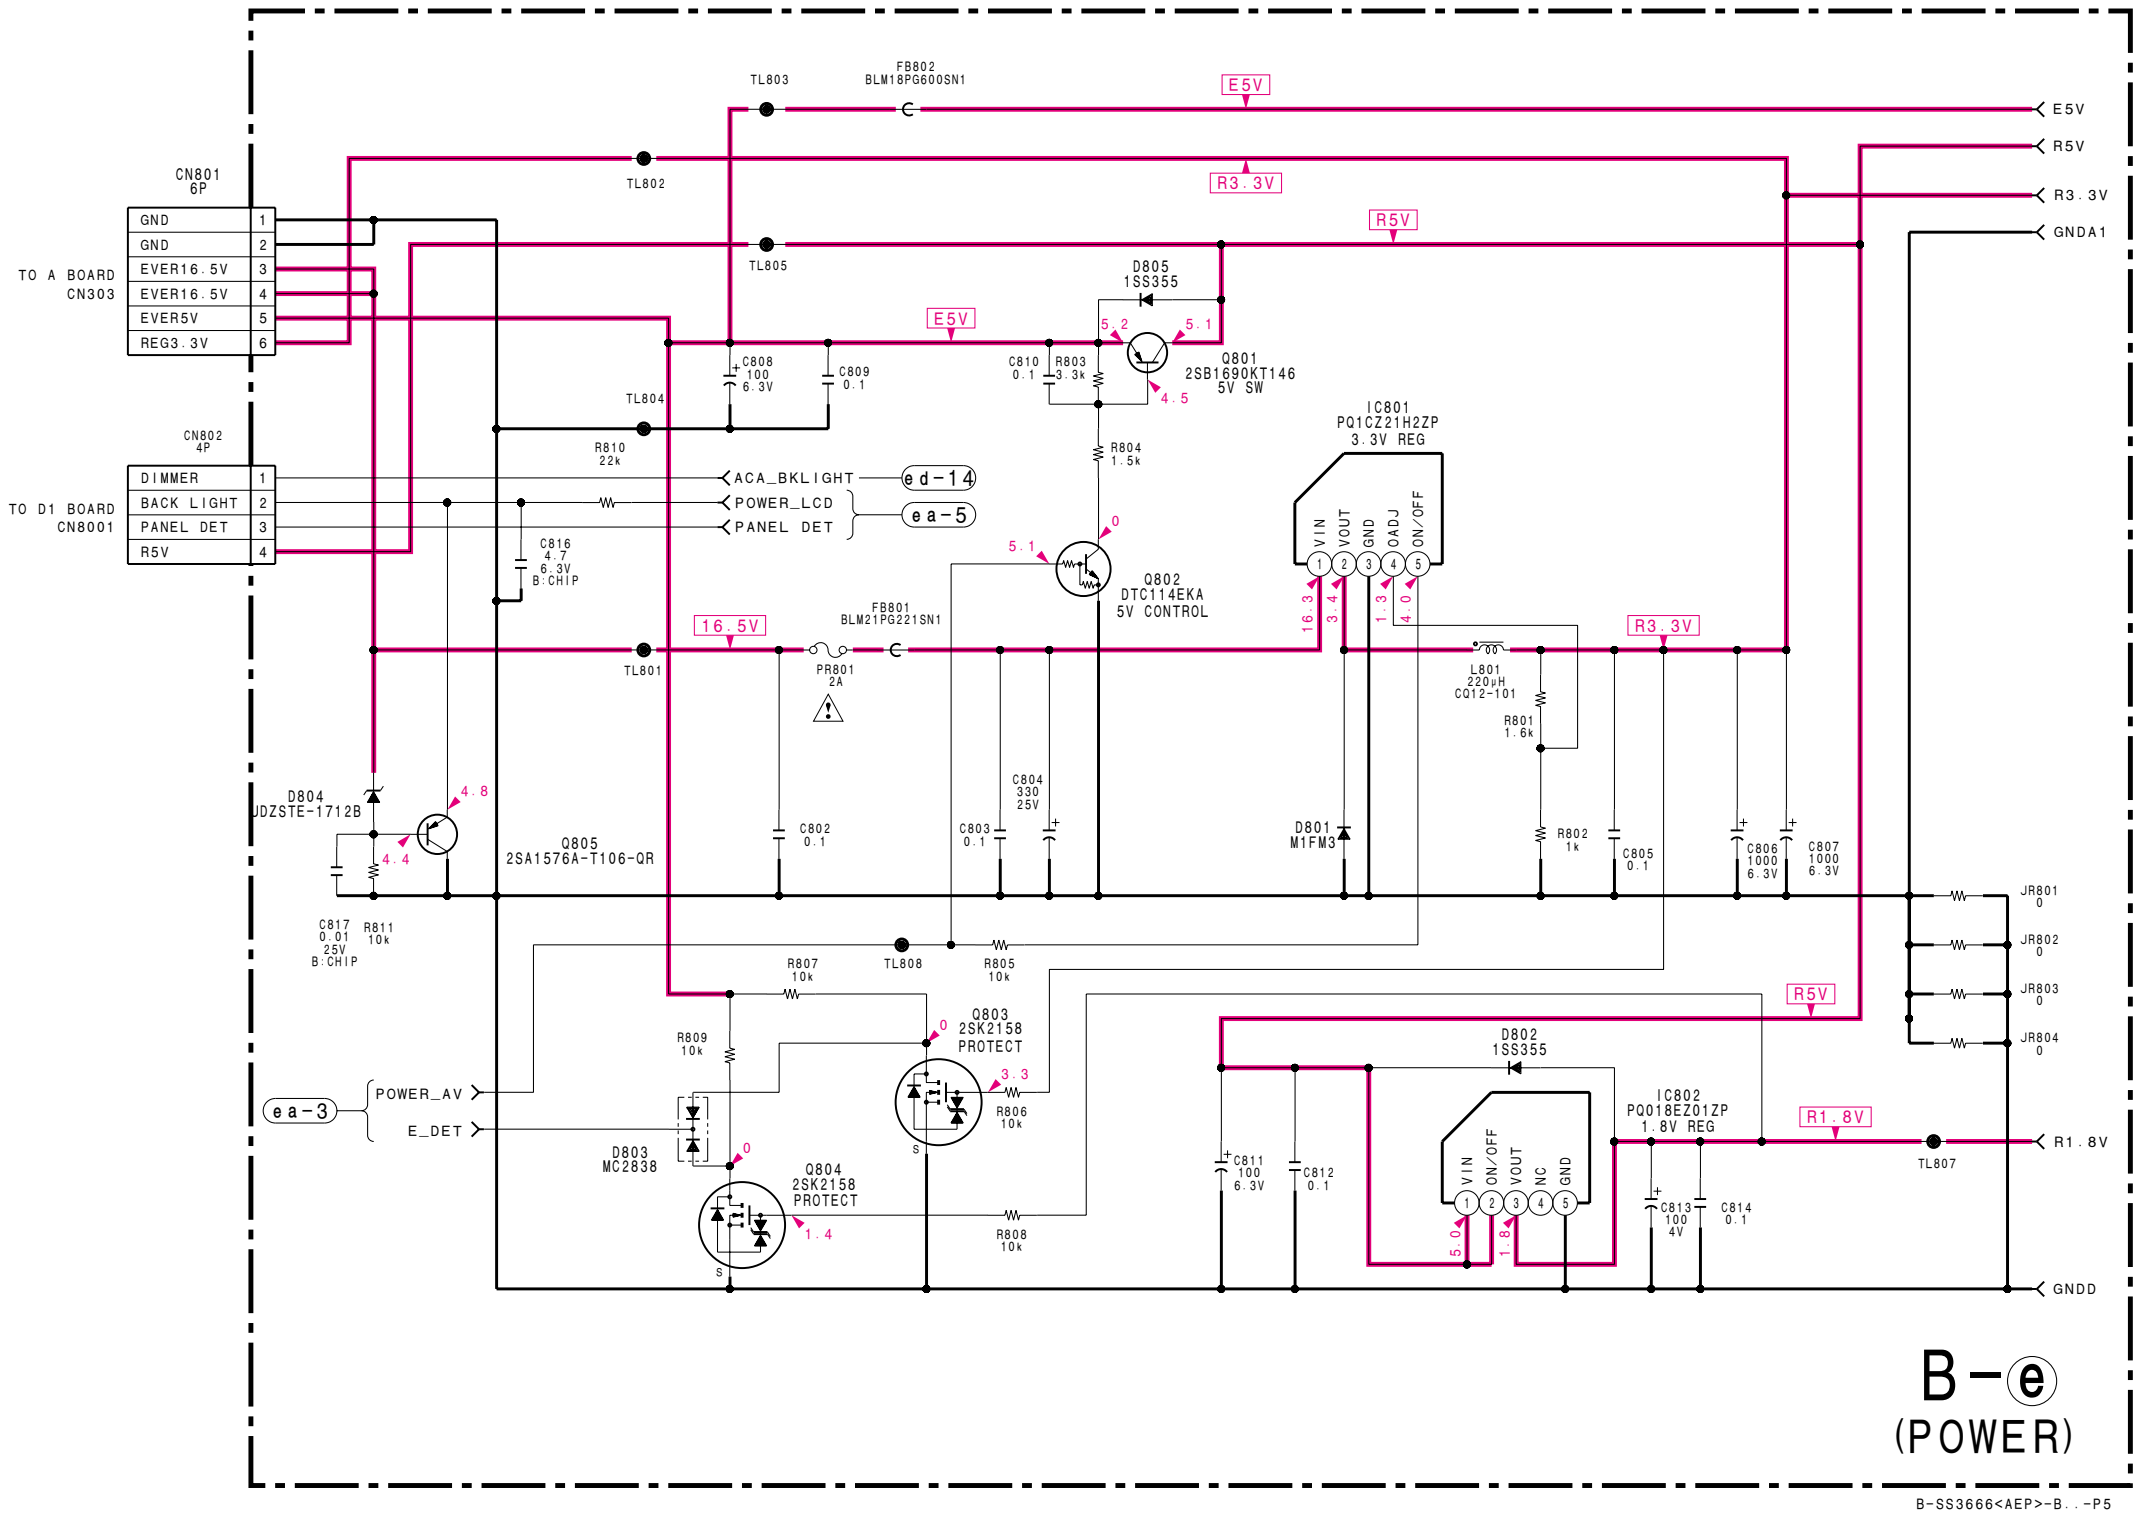 FB802
BLM18PG600SN1
TL803
E5V
E5V
R5V
TL802
R3.3V
R3.3V
CN801
6P
GND 1
GND 2
EVER16.5V 3
EVER16.5V 4
EVER5V 5
REG3.3V 6
TO A BOARD
CN303
R5V
GNDA1
TL805
D805
1SS355
E5V
5.2
5.1
Q801
2SB1690KT146
5V SW
4.5
C808
100
6.3V
C809
0.1
C810
0.1
R803
3.3k
TL804
R810
22k
R804
1.5k
IC801
PQ1CZ21H2ZP
3.3V REG
CN802
4P
DIMMER 1
BACK LIGHT 2
PANEL DET 3
R5V 4
TO D1 BOARD
CN8001
ACA_BKLIGHT
ed-14
POWER_LCD
ea-5
PANEL DET
C816
4.7
6.3V
B:CHIP
0
5.1
Q802
DTC114EKA
5V CONTROL
VIN
VOUT
GND
OADJ
ON/OFF
1 2 3 4 5
16.3
3.4
1.3
4.0
16.5V
FB801
BLM21PG221SN1
R3.3V
TL801
PR801
2A
!
L801
220µH
CQ12-101
R801
1.6k
D804
UDZSTE-1712B
4.8
4.4
Q805
2SA1576A-T106-QR
C802
0.1
C803
0.1
C804
330
25V
D801
M1FM3
R802
1k
C805
0.1
C806
1000
6.3V
C807
1000
6.3V
C817
0.01
25V
B:CHIP
R811
10k
JR801
0
JR802
0
JR803
0
JR804
0
TL808
R805
10k
R807
10k
R809
10k
0
Q803
2SK2158
PROTECT
3.3
R806
10k
S
R5V
D802
1SS355
ea-3
POWER_AV
E_DET
D803
MC2838
0
Q804
2SK2158
PROTECT
1.4
R808
10k
S
IC802
PQ018EZ01ZP
1.8V REG
R1.8V
R1.8V
TL807
VIN
ON/OFF
VOUT
NC
GND
1 2 3 4 5
5.0
1.8
C811
100
6.3V
C812
0.1
C813
100
4V
C814
0.1
GNDD
B-e
(POWER)
B-SS3666<AEP>-B..-P5